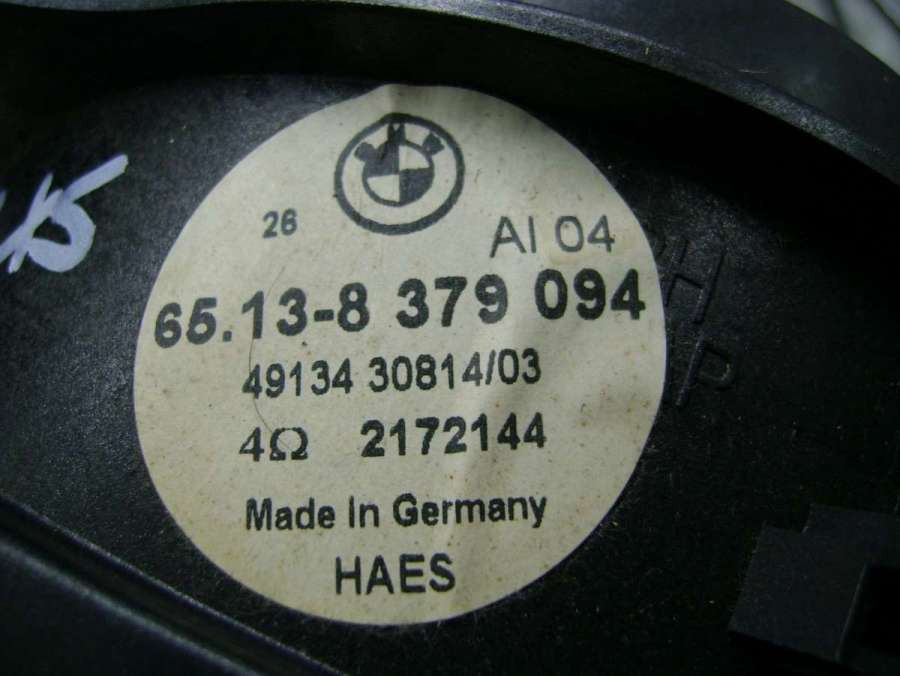 26
AI 04
65.13-8 379 094
49134 30814/03
4Ω 2172144
Made In Germany
HAES